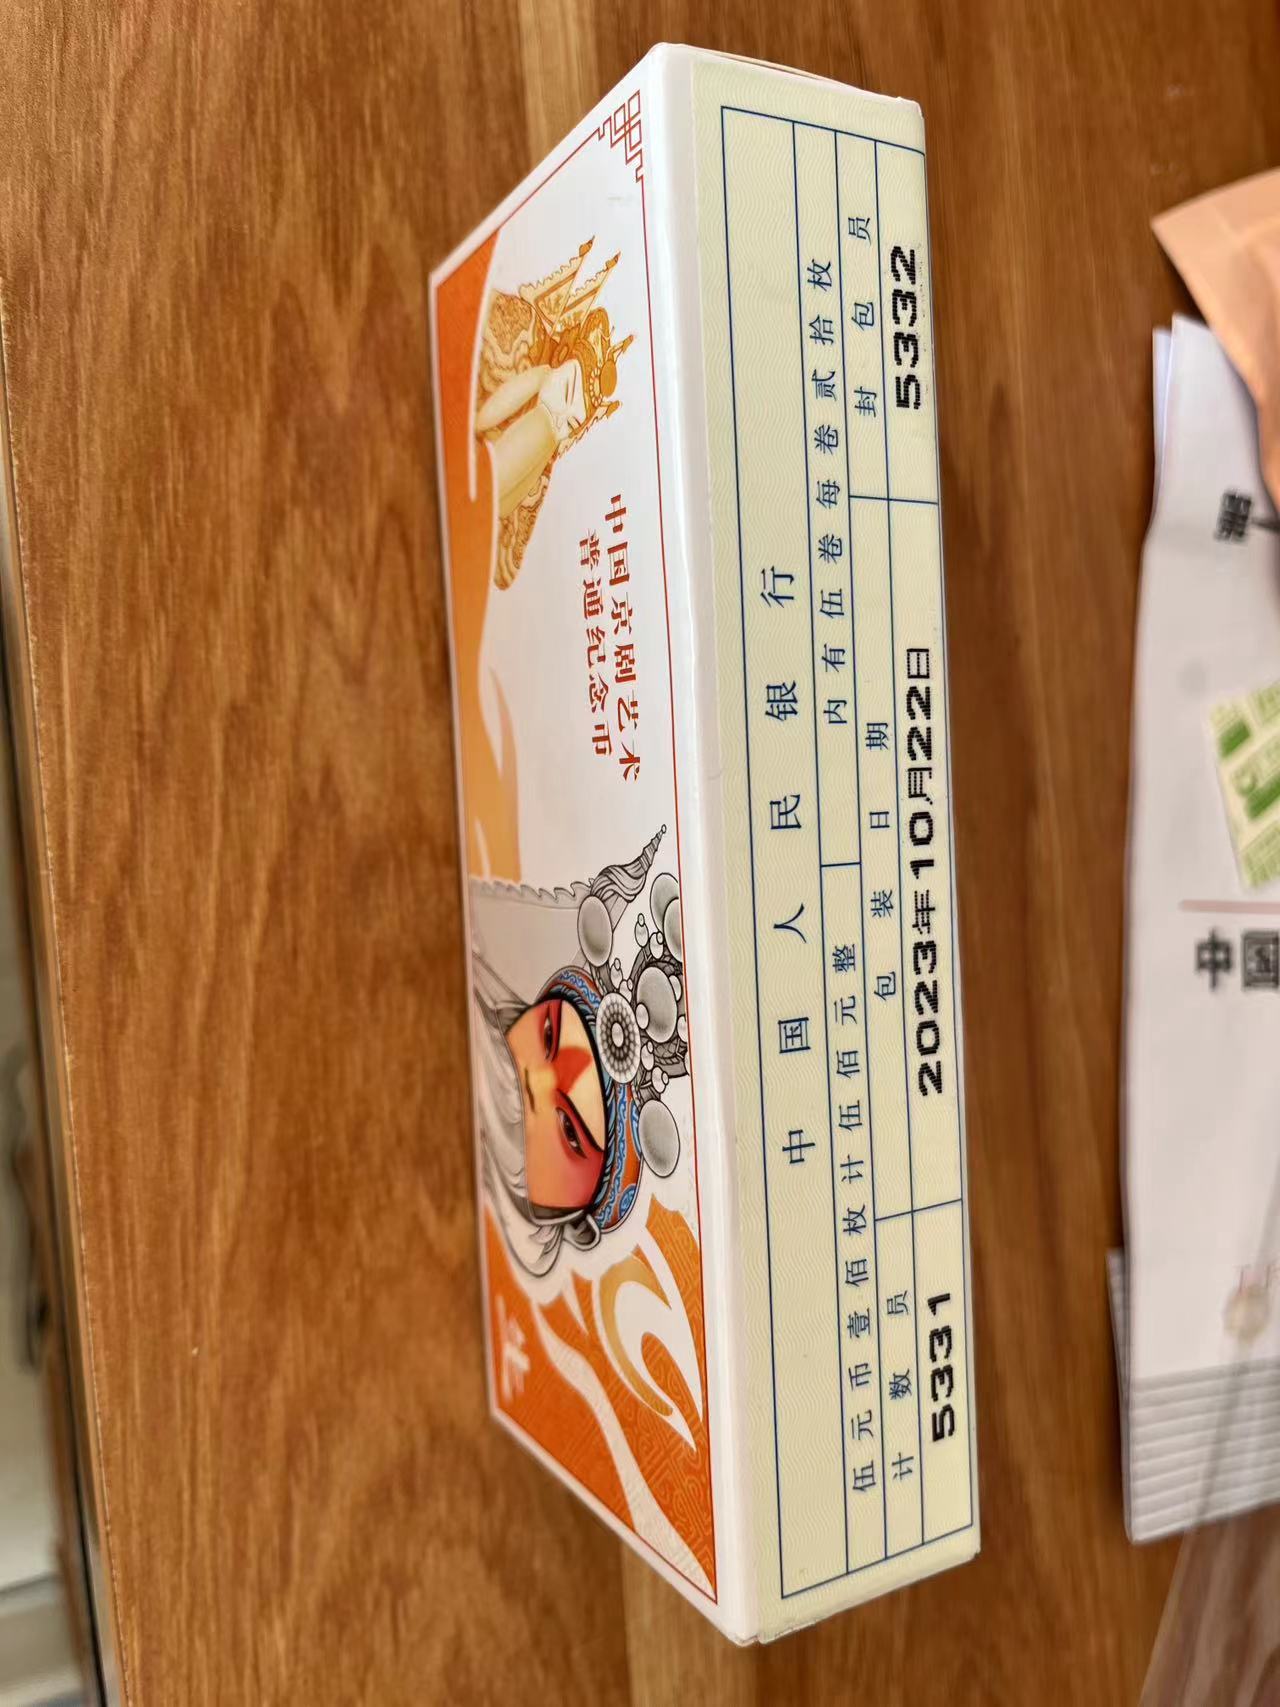 中国京剧艺术
普通纪念币
中国人民银行
伍元币壹佰枚计伍佰元整 内有伍卷每卷贰拾枚
计数员 包装日期 封包员
5331 2023年10月22日 5332
中国